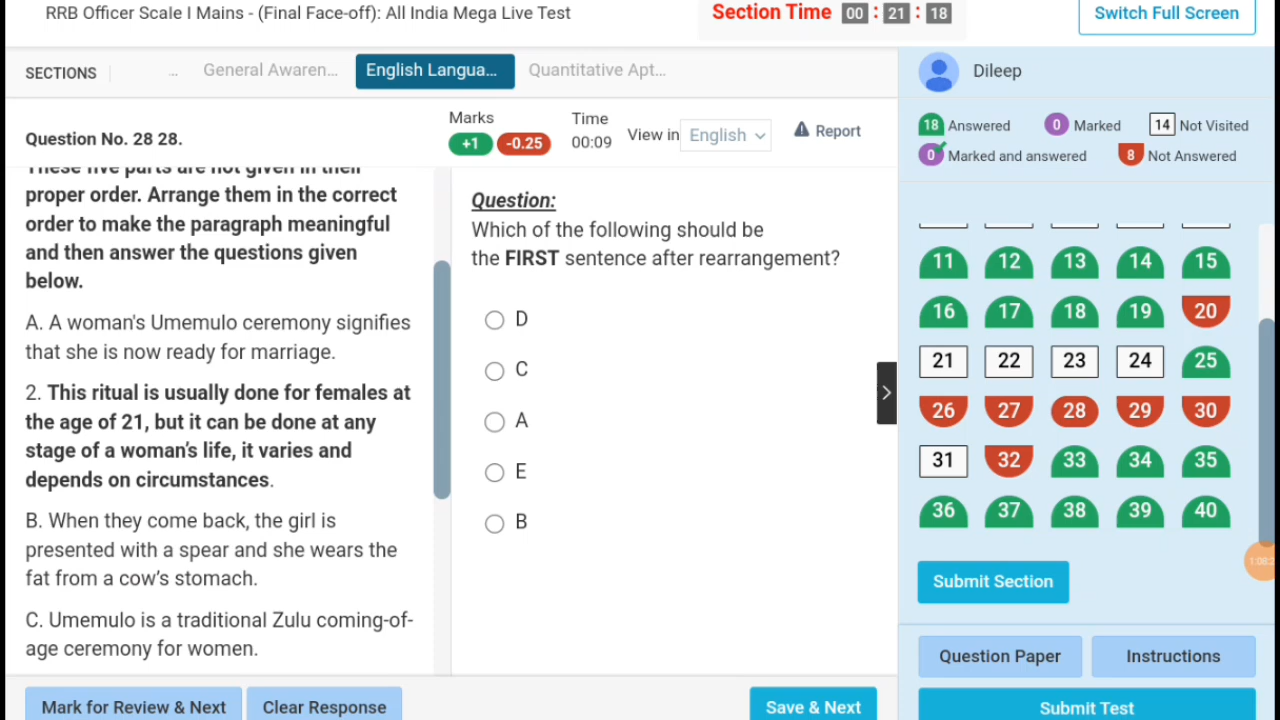 RRB Officer Scale I Mains - (Final Face-off): All India Mega Live Test
Section Time 00 : 21 : 18
Switch Full Screen
SECTIONS
...
General Awaren...
English Langua...
Quantitative Apt...
Dileep
Question No. 28 28.
Marks
+1 -0.25
Time
00:09
View in English
Report
18 Answered
0 Marked
14 Not Visited
0 Marked and answered
8 Not Answered
These five parts are not given in their
proper order. Arrange them in the correct
order to make the paragraph meaningful
and then answer the questions given
below.
A. A woman's Umemulo ceremony signifies
that she is now ready for marriage.
2. This ritual is usually done for females at
the age of 21, but it can be done at any
stage of a woman's life, it varies and
depends on circumstances.
B. When they come back, the girl is
presented with a spear and she wears the
fat from a cow's stomach.
C. Umemulo is a traditional Zulu coming-of-
age ceremony for women.
Question:
Which of the following should be
the FIRST sentence after rearrangement?
D
C
A
E
B
11 12 13 14 15
16 17 18 19 20
21 22 23 24 25
26 27 28 29 30
31 32 33 34 35
36 37 38 39 40
Submit Section
Question Paper
Instructions
Mark for Review & Next
Clear Response
Save & Next
Submit Test